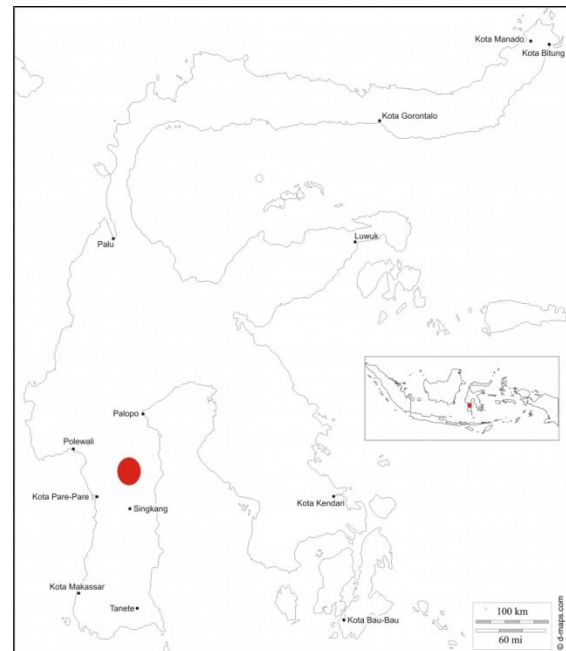 Kota Manado
Kota Bitung
Kota Gorontalo
Palu
Luwuk
Palopo
Polewali
Kota Pare-Pare
Singkang
Kota Kendari
Kota Makassar
Tanete
Kota Bau-Bau
100 km
60 mi
© d-maps.com